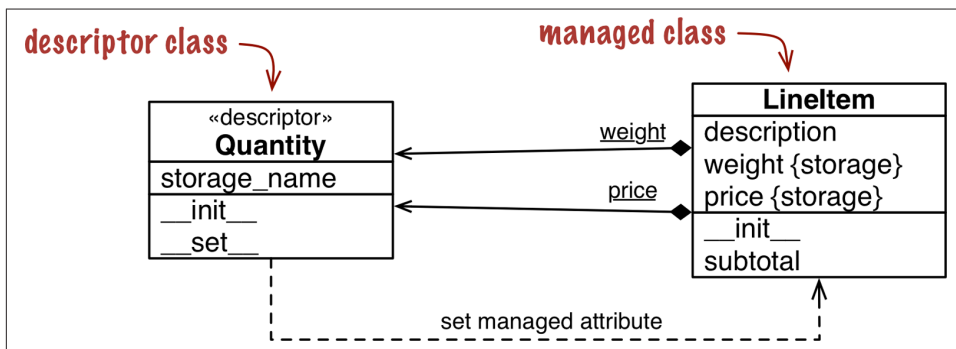 descriptor class
managed class
«descriptor»
Quantity
storage_name
__init__
__set__
weight
price
LineItem
description
weight {storage}
price {storage}
__init__
subtotal
set managed attribute